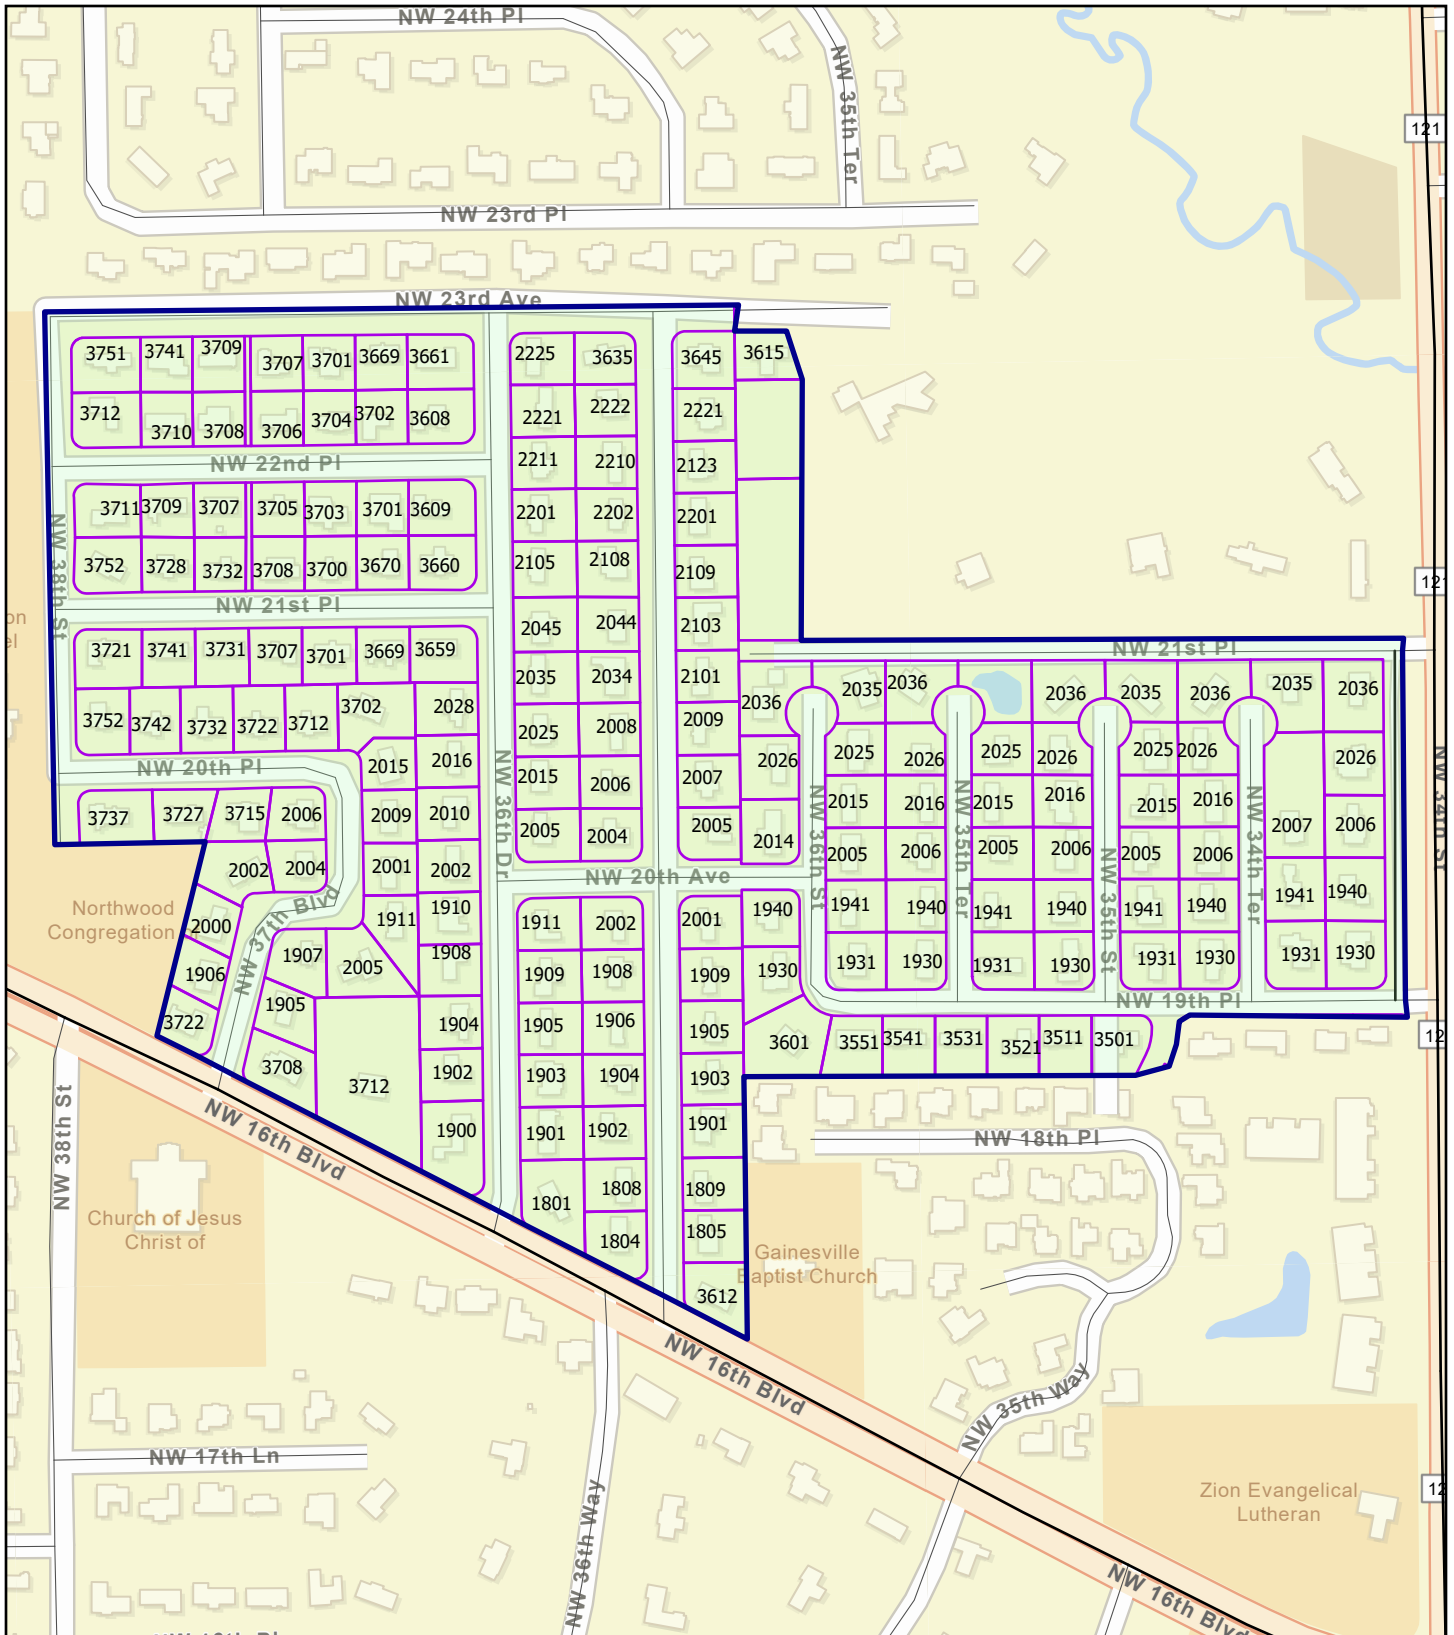 NW 24th Pl
NW 35th Ter
121
NW 23rd Pl
NW 23rd Ave
3751 3741 3709 3707 3701 3669 3661
2225 3635 3645 3615
3712 3710 3708 3706 3704 3702 3608
2221 2222 2221
NW 22nd Pl
2211 2210 2123
3711 3709 3707 3705 3703 3701 3609
2201 2202 2201
NW 38th St
3752 3728 3732 3708 3700 3670 3660
2105 2108 2109
121
NW 21st Pl
on
el
2045 2044 2103
3721 3741 3731 3707 3701 3669 3659
NW 21st Pl
2035 2034 2101
2036 2035 2036 2036 2035 2036 2035 2036
3752 3742 3732 3722 3712 3702 2028
2025 2008 2009
NW 20th Pl
2015 2016
NW 36th Dr
2015 2006 2007
2026 2025 2026 2025 2026 2025 2026 2026
NW 34th St
3737 3727 3715 2006 2009 2010
2005 2004 2005 2014
NW 36th St
2015 2016
NW 35th Ter
2015 2016
NW 35th St
2015 2016
NW 34th Ter
2007 2006
2005 2006 2005 2006 2005 2006
2002 2004 2001 2002
NW 20th Ave
Northwood
Congregation
2000
NW 37th Blvd
1911 1910
1911 2002 2001 1940
1941 1940 1941 1940 1941 1940 1941 1940
1906 1907 2005 1908
1909 1908 1909 1930
1931 1930 1931 1930 1931 1930 1931 1930
NW 19th Pl
3722 1905 1904
1905 1906 1905
3601 3551 3541 3531 3521 3511 3501
12
3708 3712 1902
1903 1904 1903
NW 16th Blvd
NW 38th St
1900
1901 1902 1901
NW 18th Pl
1801 1808 1809
Church of Jesus
Christ of
1804 1805
Gainesville
Baptist Church
3612
NW 16th Blvd
NW 35th Way
NW 17th Ln
NW 36th Way
Zion Evangelical
Lutheran
12
NW 16th Blvd